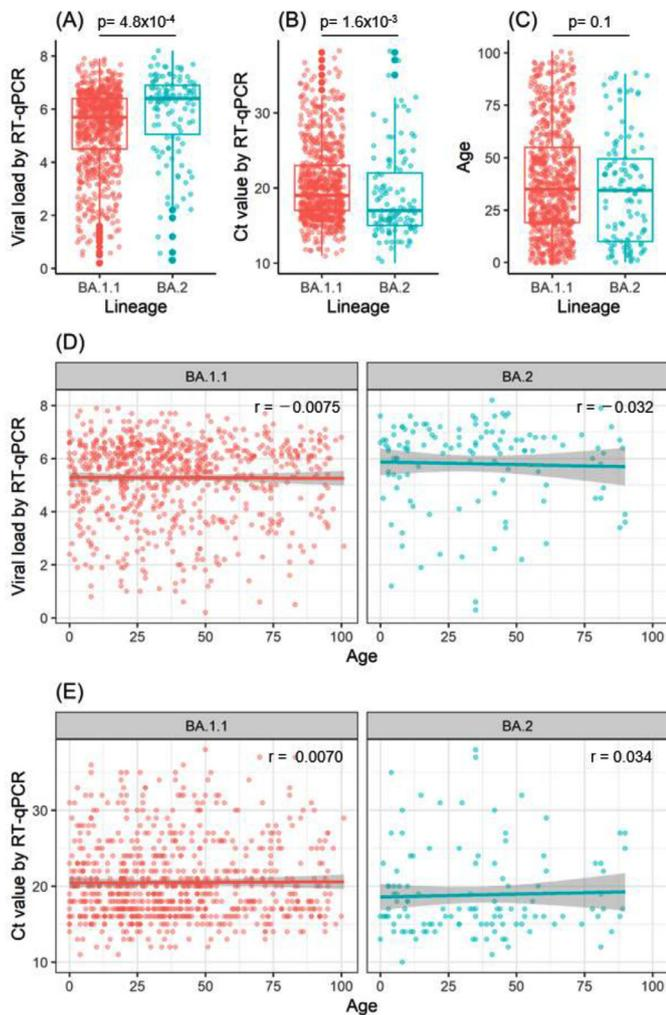 (A) (B) (C)
p= 4.8x10⁻⁴ p= 1.6x10⁻³ p= 0.1
Viral load by RT-qPCR
8
6
4
2
0
BA.1.1 BA.2
Lineage
Ct value by RT-qPCR
30
20
10
BA.1.1 BA.2
Lineage
Age
100
75
50
25
0
BA.1.1 BA.2
Lineage
(D)
BA.1.1 BA.2
r = −0.0075 r = −0.032
Viral load by RT-qPCR
8
6
4
2
0
0 25 50 75 100 0 25 50 75 100
Age
(E)
BA.1.1 BA.2
r = 0.0070 r = 0.034
Ct value by RT-qPCR
30
20
10
0 25 50 75 100 0 25 50 75 100
Age